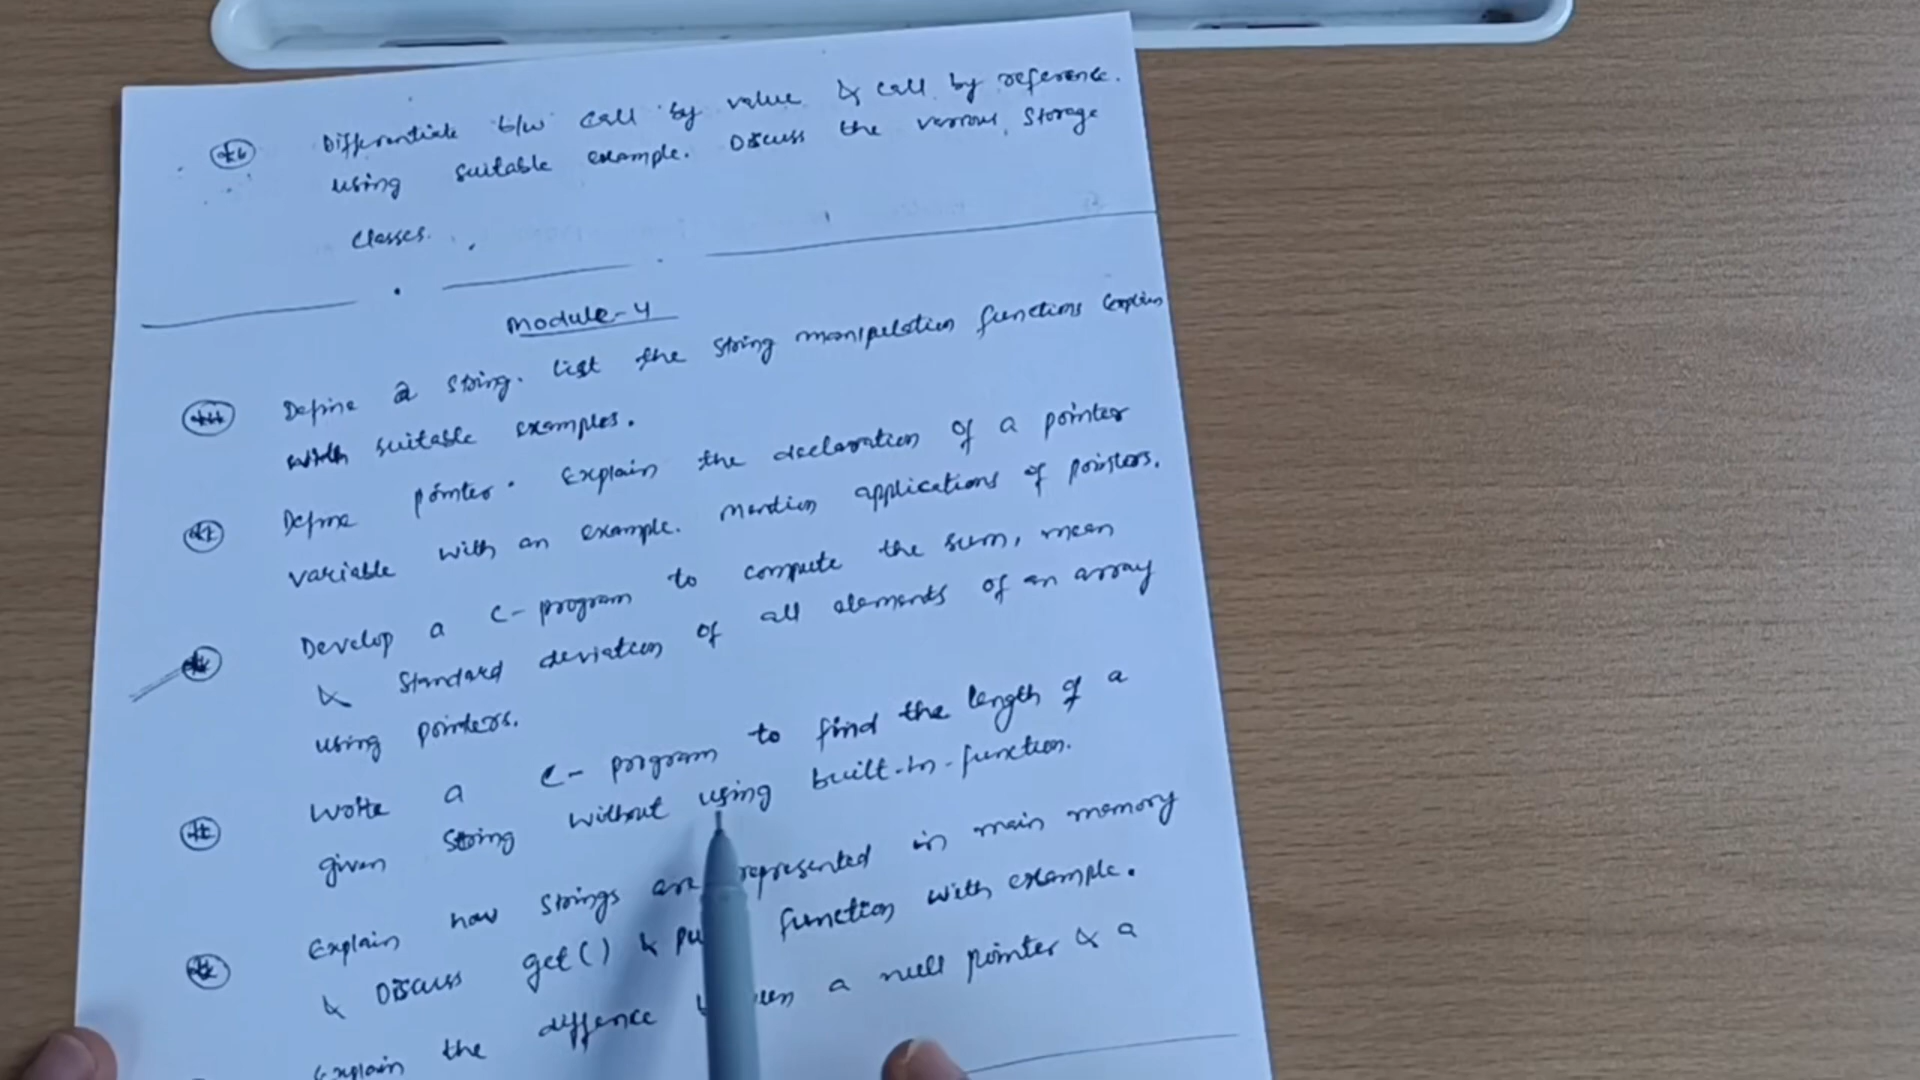 Differentiate b/w call by value & call by reference.
using suitable example. Discuss the various storage
classes.
Module-4
Define a string. List the string manipulation functions explain
with suitable examples.
Define pointer. Explain the declaration of a pointer
variable with an example. Mention applications of pointers.
Develop a C-program to compute the sum, mean
& standard deviation of all elements of an array
using pointers.
Write a C-program to find the length of a
given string without using built-in-function.
Explain how strings are represented in main memory
& Discuss get() & pu function with example.
Explain the diffence een a null pointer & a